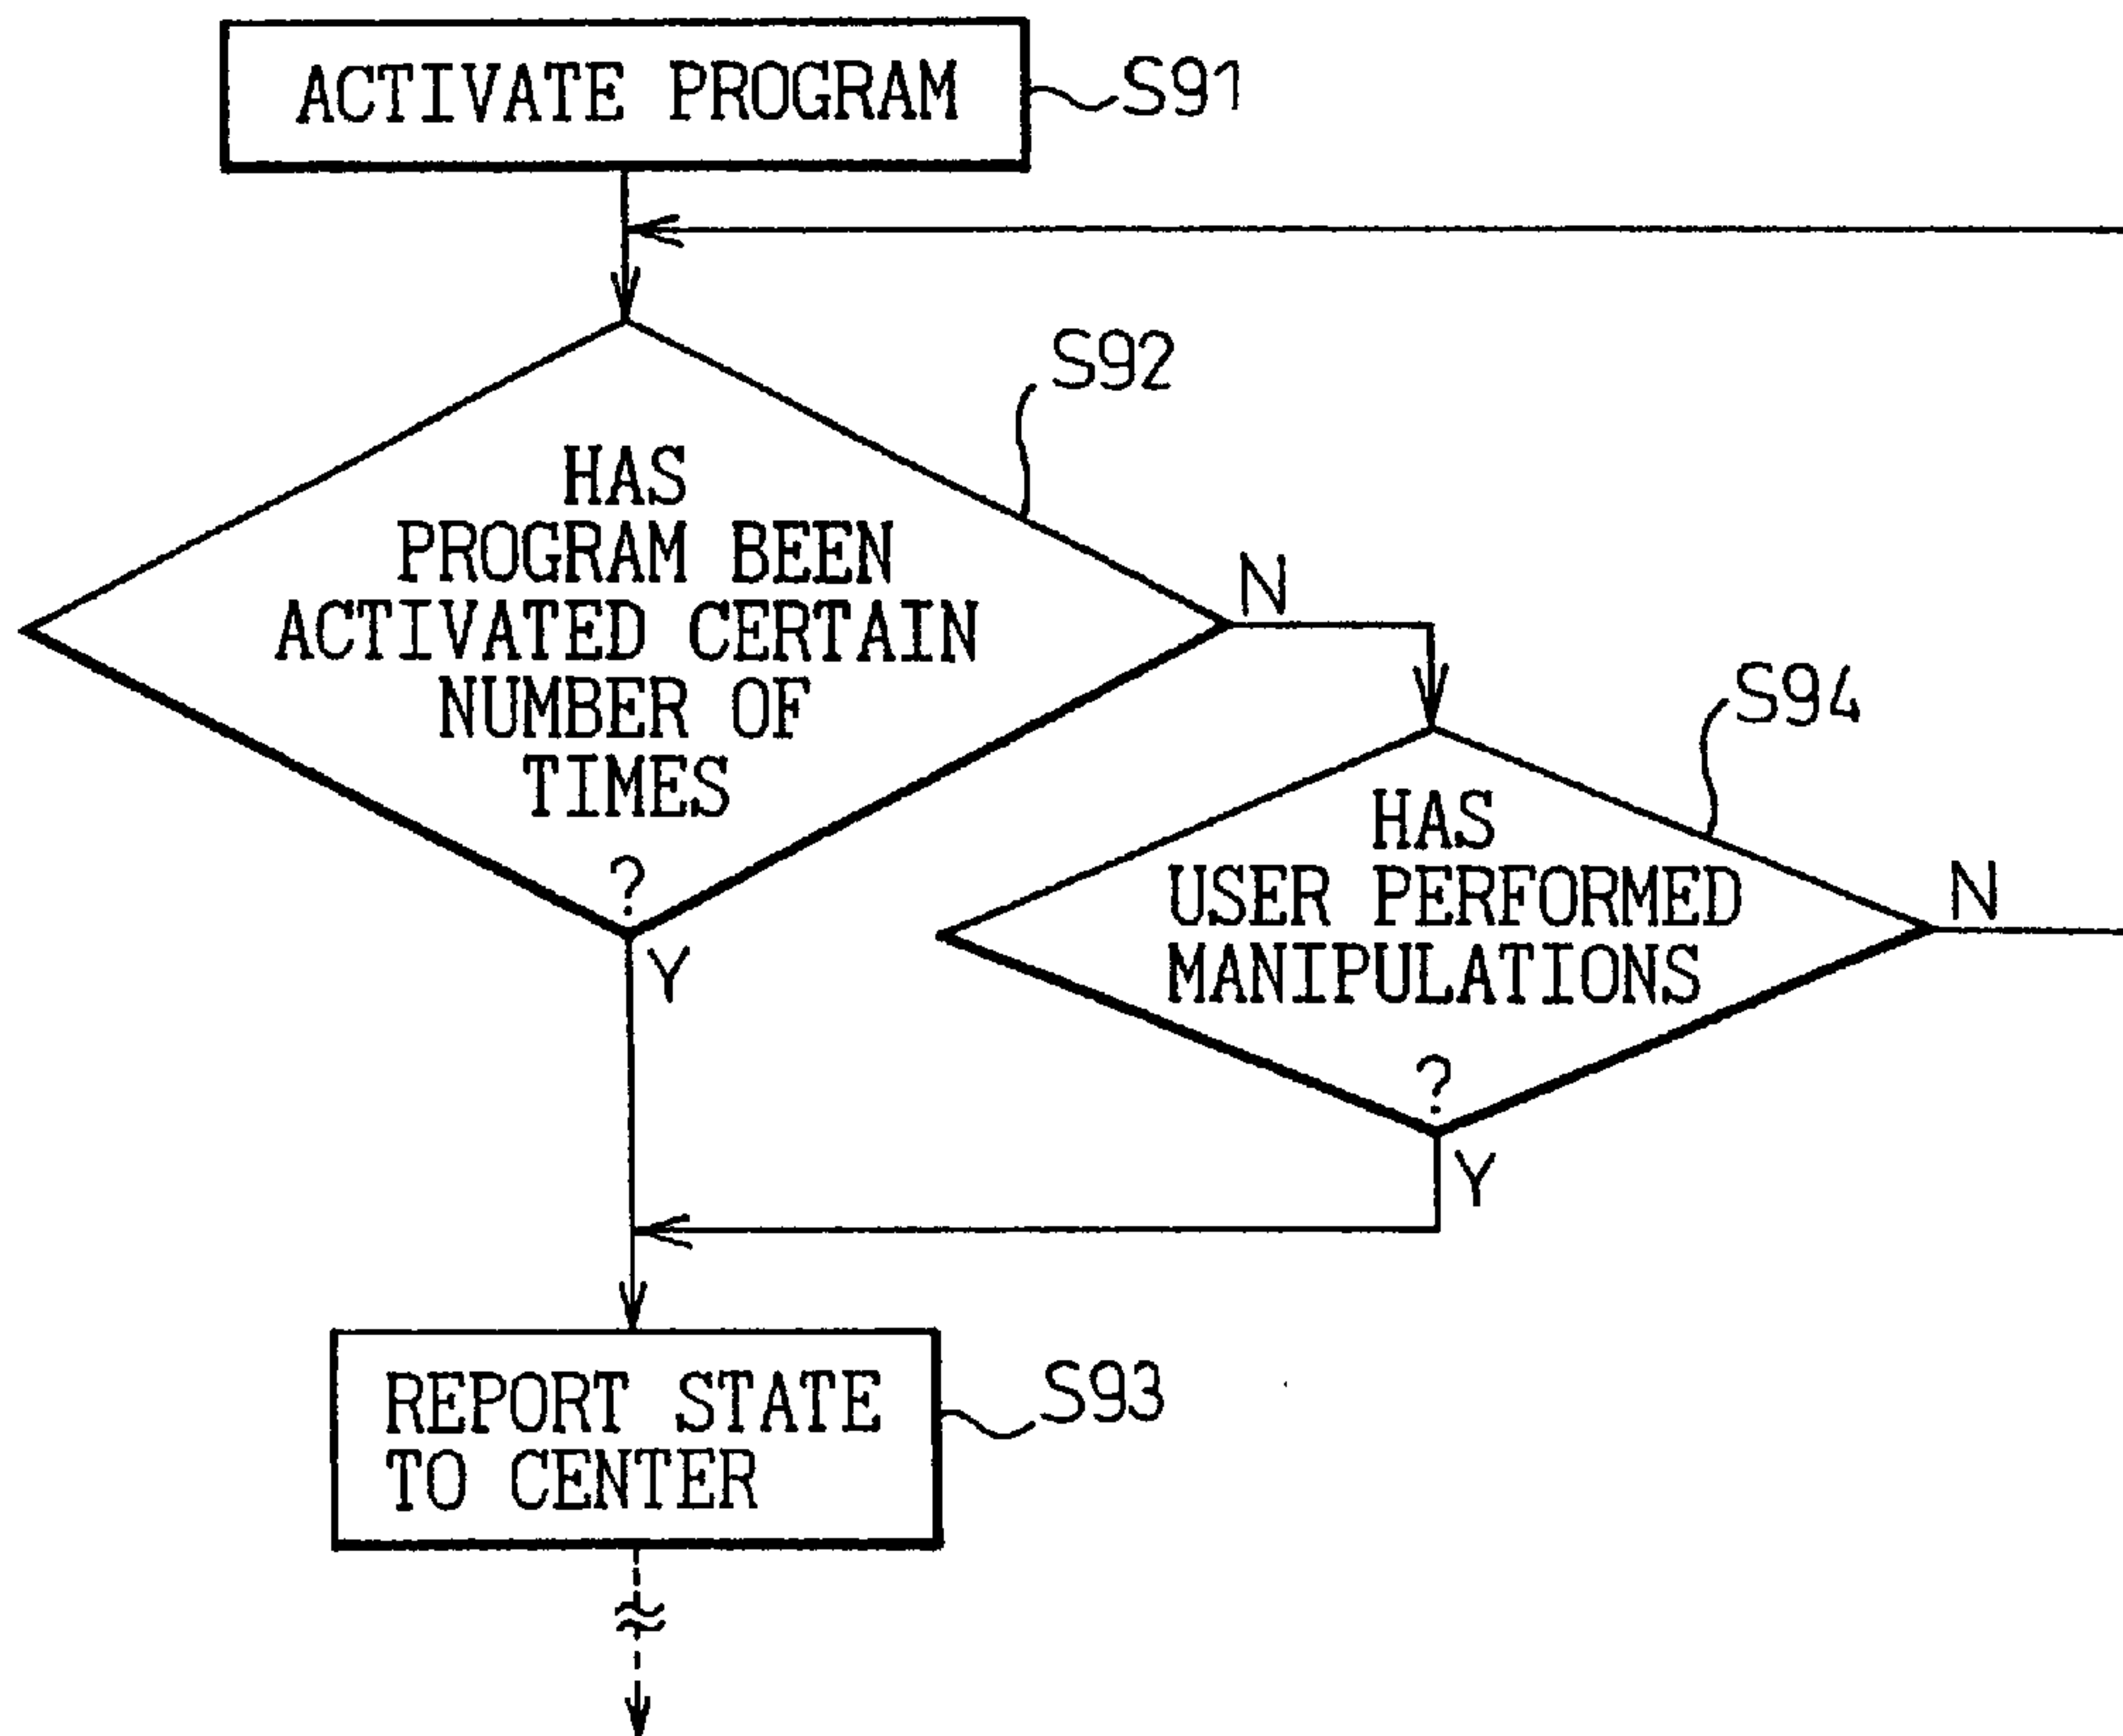 ACTIVATE PROGRAM
S91
S92
HAS
PROGRAM BEEN
ACTIVATED CERTAIN
NUMBER OF
TIMES
?
N
Y
S94
HAS
USER PERFORMED
MANIPULATIONS
?
N
Y
REPORT STATE
TO CENTER
S93